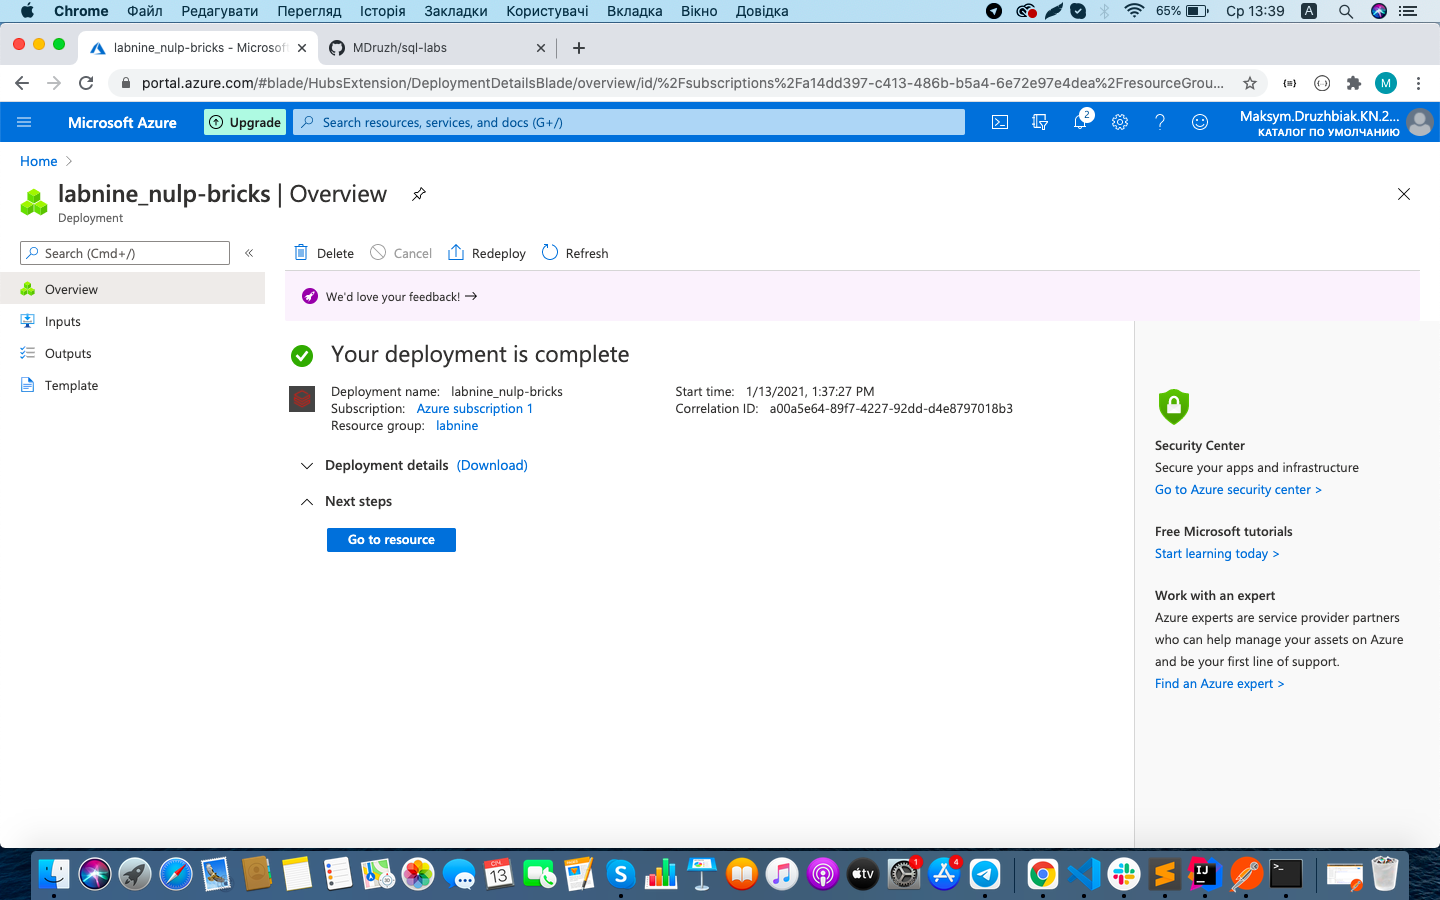 Chrome Файл Редагувати Перегляд Історія Закладки Користувачі Вкладка Вікно Довідка 65% Ср 13:39 A
labnine_nulp-bricks - Microsoft MDruzh/sql-labs
portal.azure.com/#blade/HubsExtension/DeploymentDetailsBlade/overview/id/%2Fsubscriptions%2Fa14dd397-c413-486b-b5a4-6e72e97e4dea%2FresourceGrou... M
Microsoft Azure Upgrade Search resources, services, and docs (G+/) 2 Maksym.Druzhbiak.KN.2...
КАТАЛОГ ПО УМОЛЧАНИЮ
Home
labnine_nulp-bricks | Overview
Deployment
Search (Cmd+/) « Delete Cancel Redeploy Refresh
Overview
Inputs
Outputs
Template
We'd love your feedback! →
Your deployment is complete
Deployment name: labnine_nulp-bricks
Subscription: Azure subscription 1
Resource group: labnine
Start time: 1/13/2021, 1:37:27 PM
Correlation ID: a00a5e64-89f7-4227-92dd-d4e8797018b3
Deployment details (Download)
Next steps
Go to resource
Security Center
Secure your apps and infrastructure
Go to Azure security center >
Free Microsoft tutorials
Start learning today >
Work with an expert
Azure experts are service provider partners
who can help manage your assets on Azure
and be your first line of support.
Find an Azure expert >
13 tv 1 4 IJ